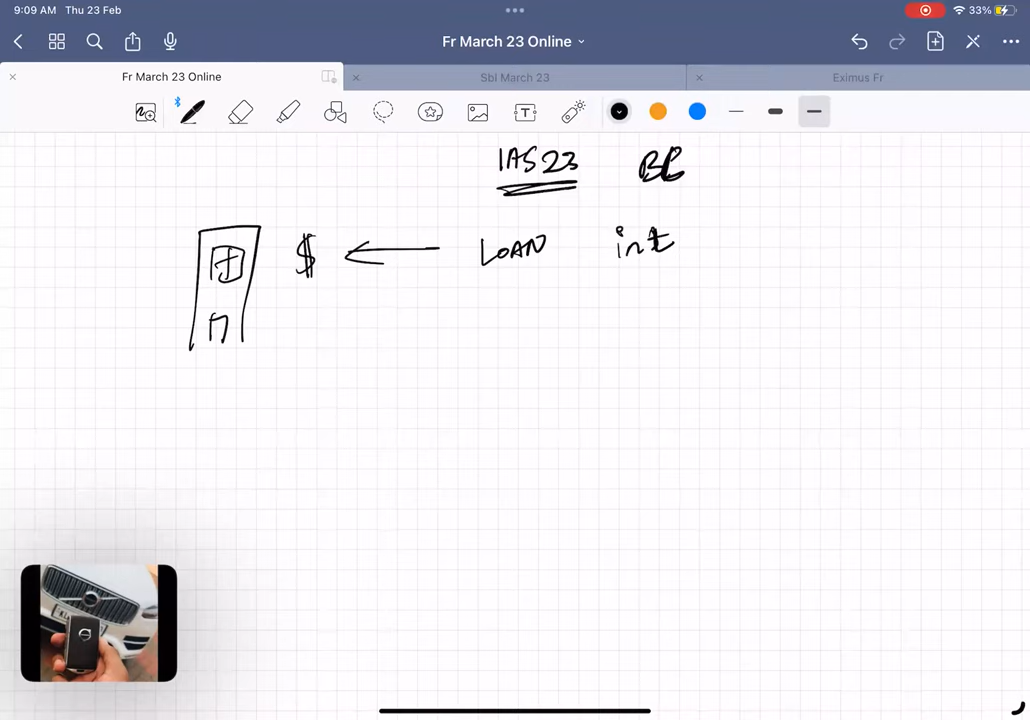 9:09 AM Thu 23 Feb
33%
Fr March 23 Online
Fr March 23 Online
Sbl March 23
Eximus Fr
T
IAS 23
$ LOAN int